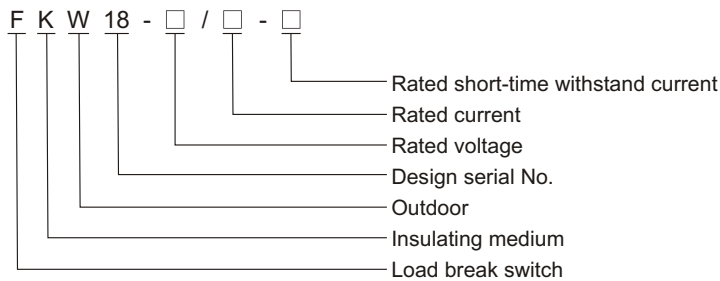 F K W 18 - □ / □ - □
Rated short-time withstand current
Rated current
Rated voltage
Design serial No.
Outdoor
Insulating medium
Load break switch